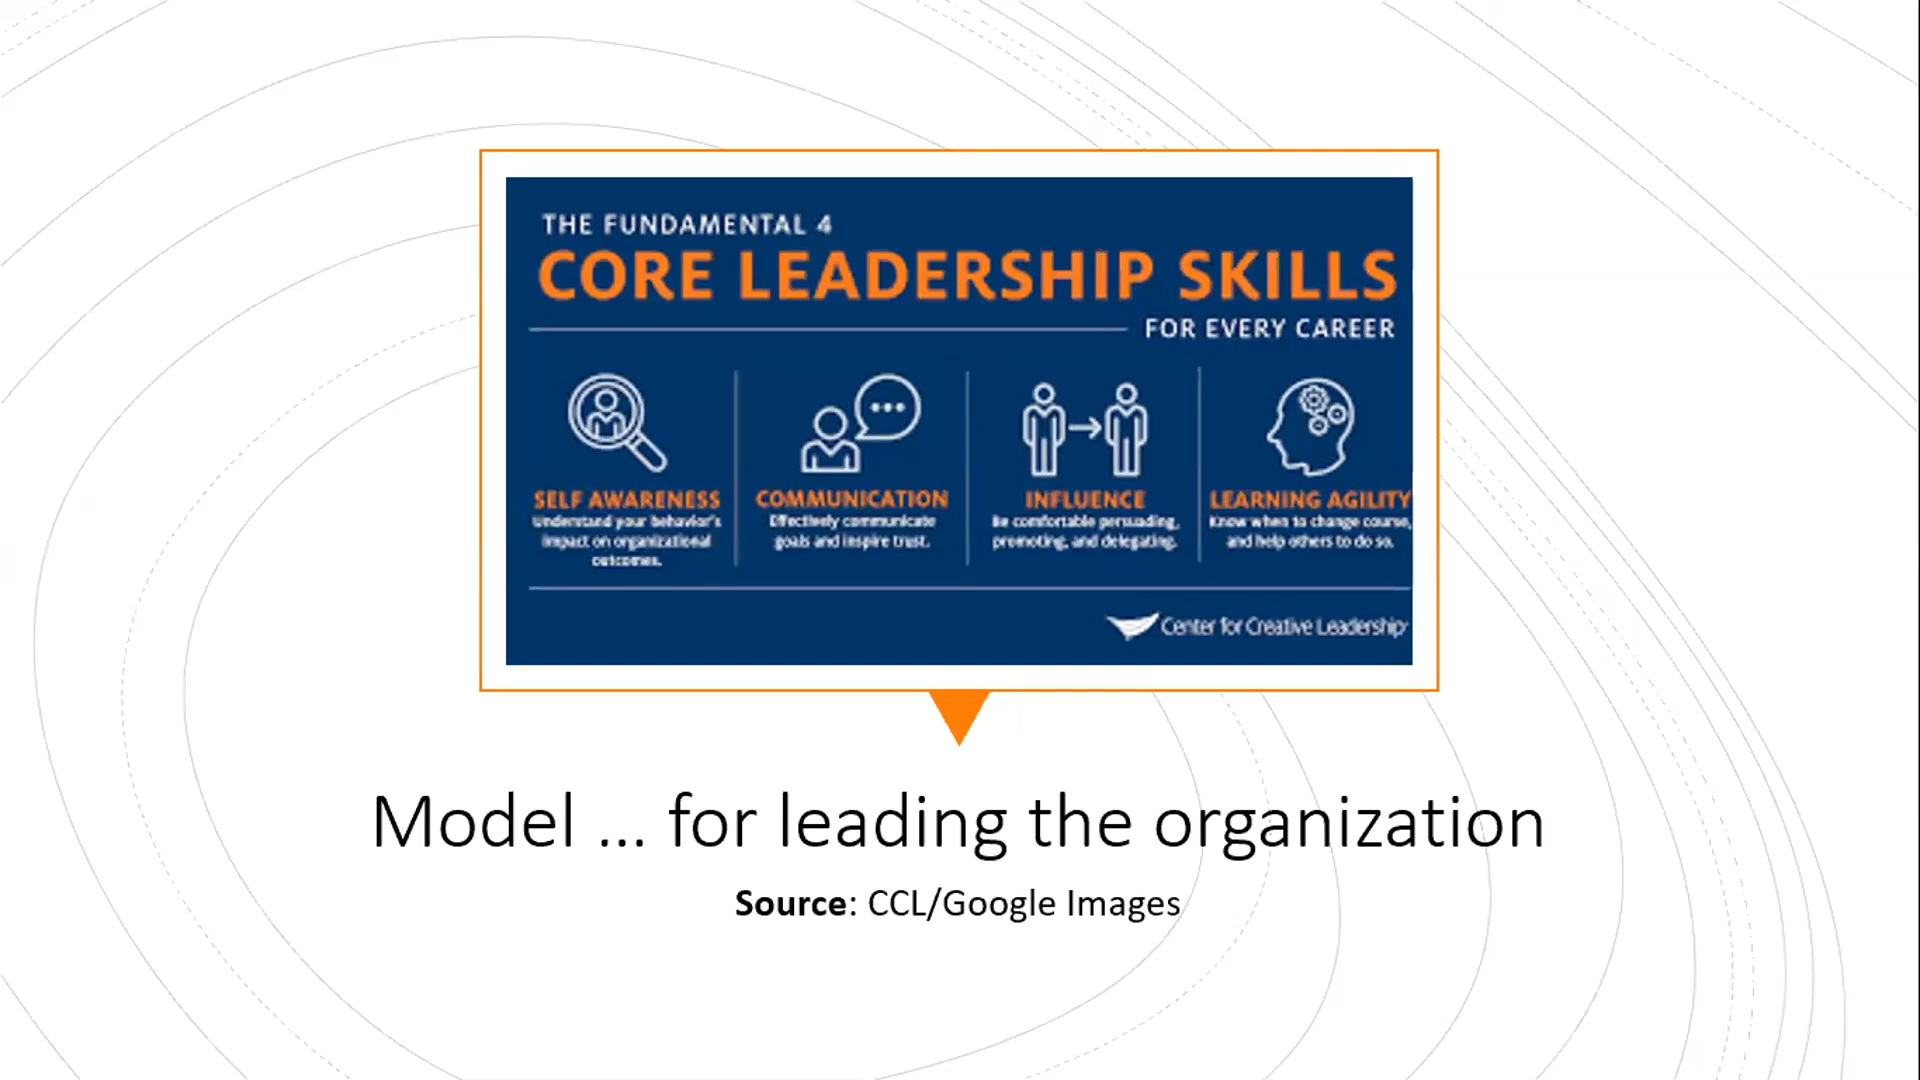 THE FUNDAMENTAL 4
CORE LEADERSHIP SKILLS
FOR EVERY CAREER
SELF AWARENESS
Understand your behavior's
impact on organizational
outcomes.
COMMUNICATION
Effectively communicate
goals and inspire trust.
INFLUENCE
Be comfortable persuading,
promoting, and delegating.
LEARNING AGILITY
Know when to change course,
and help others to do so.
Center for Creative Leadership
Model ... for leading the organization
Source: CCL/Google Images